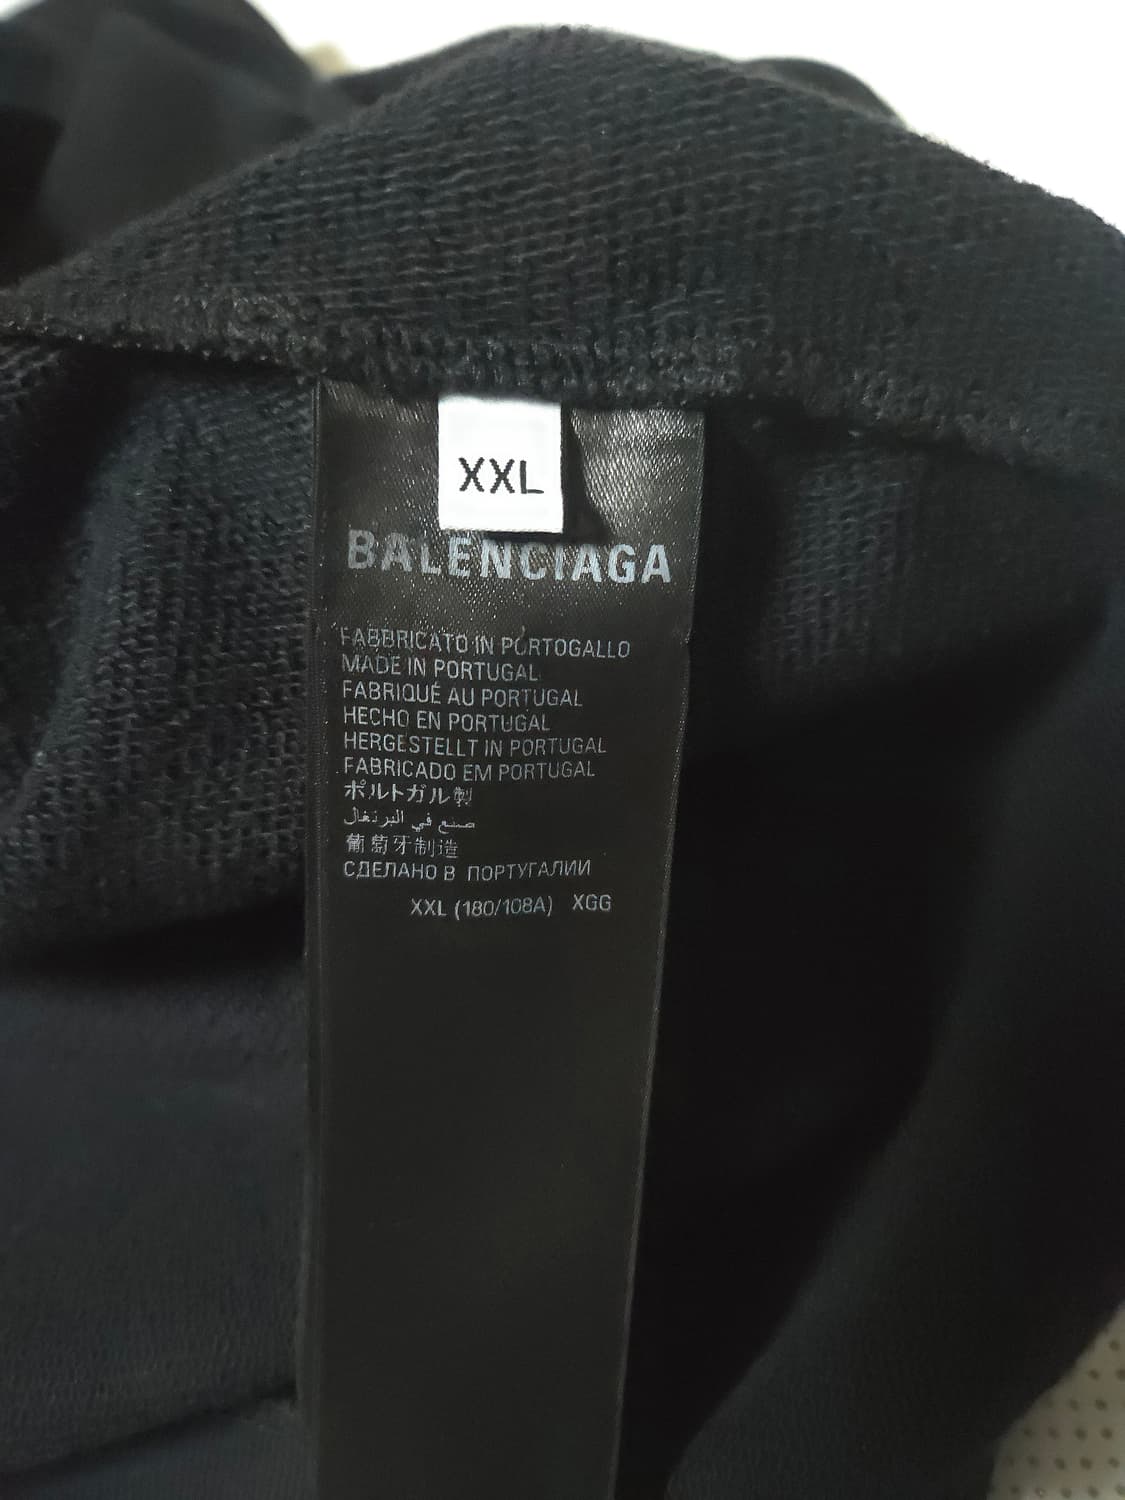 XXL
BALENCIAGA
FABBRICATO IN PORTOGALLO
MADE IN PORTUGAL
FABRIQUÉ AU PORTUGAL
HECHO EN PORTUGAL
HERGESTELLT IN PORTUGAL
FABRICADO EM PORTUGAL
ポルトガル製
صنع في البرتغال
葡萄牙制造
СДЕЛАНО В ПОРТУГАЛИИ
XXL (180/108A) XGG